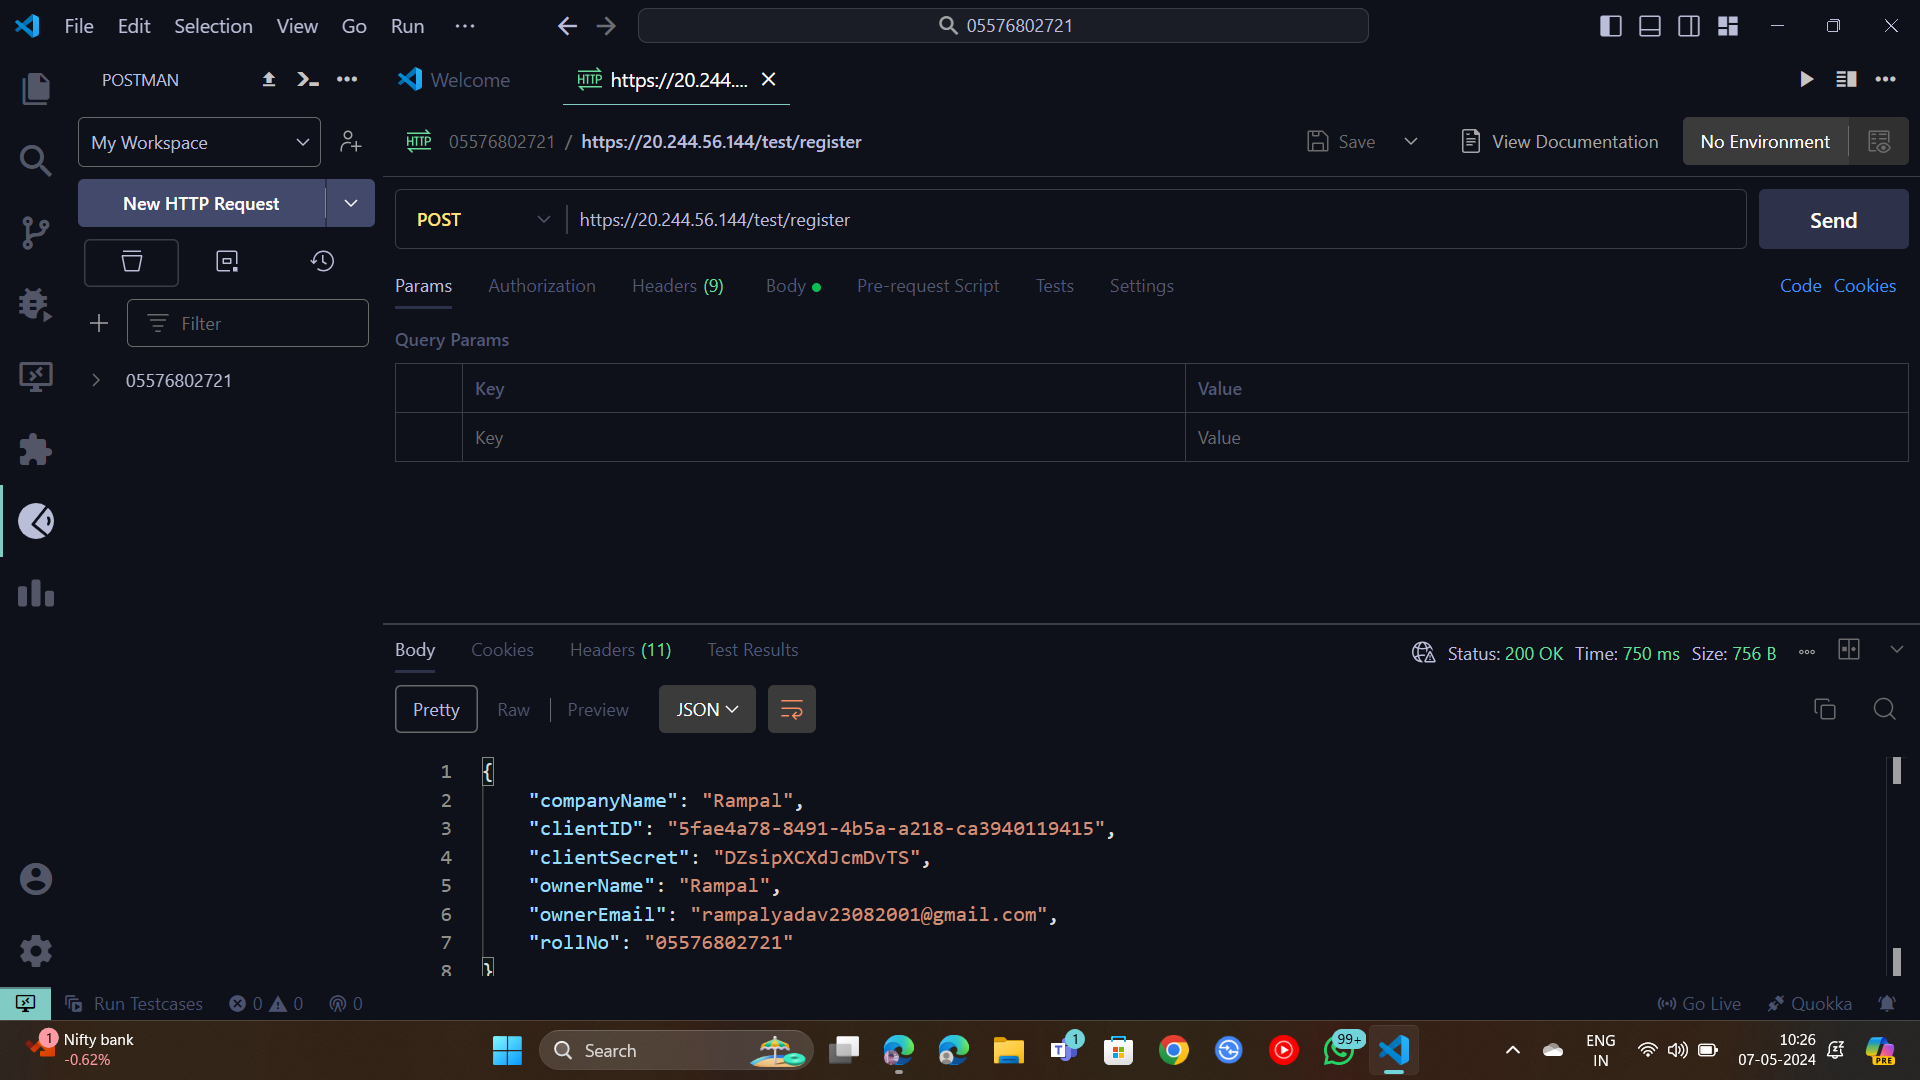 File Edit Selection View Go Run ··· 05576802721
POSTMAN
Welcome
HTTP https://20.244....
My Workspace
HTTP 05576802721 / https://20.244.56.144/test/register
Save
View Documentation
No Environment
New HTTP Request
POST https://20.244.56.144/test/register
Send
Params Authorization Headers (9) Body Pre-request Script Tests Settings
Code Cookies
Filter
Query Params
05576802721
Key Value
Key Value
Body Cookies Headers (11) Test Results
Status: 200 OK Time: 750 ms Size: 756 B
Pretty Raw Preview JSON
1 {
2 "companyName": "Rampal",
3 "clientID": "5fae4a78-8491-4b5a-a218-ca3940119415",
4 "clientSecret": "DZsipXCXdJcmDvTS",
5 "ownerName": "Rampal",
6 "ownerEmail": "rampalyadav23082001@gmail.com",
7 "rollNo": "05576802721"
8 }
Run Testcases 0 0 0
Go Live Quokka
1 Nifty bank
-0.62%
Search
1
99+
ENG
IN
10:26
07-05-2024
PRE